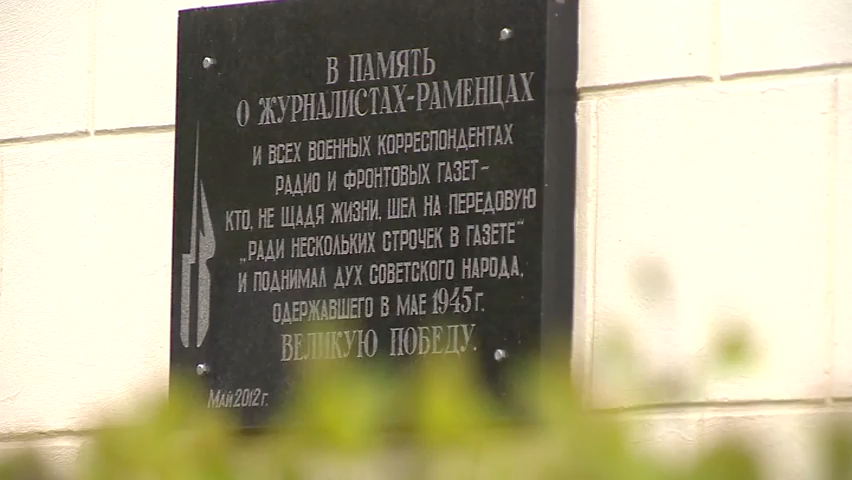 В ПАМЯТЬ
О ЖУРНАЛИСТАХ-РАМЕНЦАХ
И ВСЕХ ВОЕННЫХ КОРРЕСПОНДЕНТАХ
РАДИО И ФРОНТОВЫХ ГАЗЕТ-
КТО, НЕ ЩАДЯ ЖИЗНИ, ШЕЛ НА ПЕРЕДОВУЮ
„РАДИ НЕСКОЛЬКИХ СТРОЧЕК В ГАЗЕТЕ“
И ПОДНИМАЛ ДУХ СОВЕТСКОГО НАРОДА,
ОДЕРЖАВШЕГО В МАЕ 1945 г.
ВЕЛИКУЮ ПОБЕДУ.
МАЙ 2012 г.